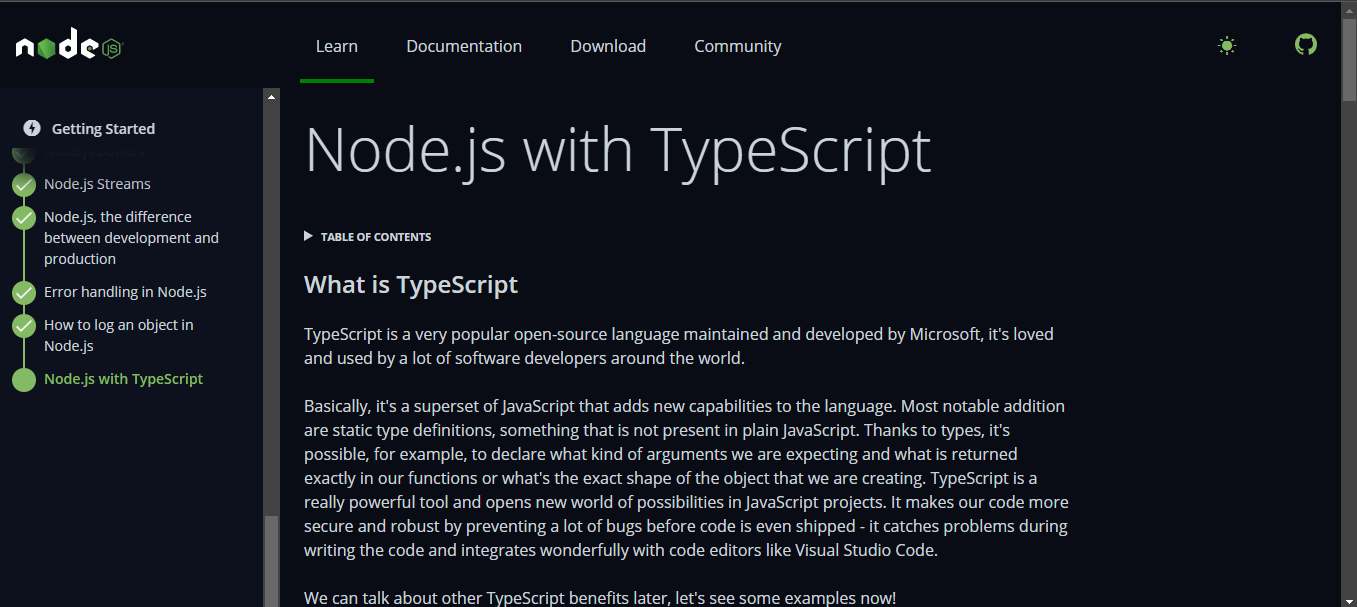 node JS
Learn
Documentation
Download
Community
Getting Started
Node.js Streams
Node.js, the difference
between development and
production
Error handling in Node.js
How to log an object in
Node.js
Node.js with TypeScript
Node.js with TypeScript
TABLE OF CONTENTS
What is TypeScript
TypeScript is a very popular open-source language maintained and developed by Microsoft, it's loved
and used by a lot of software developers around the world.
Basically, it's a superset of JavaScript that adds new capabilities to the language. Most notable addition
are static type definitions, something that is not present in plain JavaScript. Thanks to types, it's
possible, for example, to declare what kind of arguments we are expecting and what is returned
exactly in our functions or what's the exact shape of the object that we are creating. TypeScript is a
really powerful tool and opens new world of possibilities in JavaScript projects. It makes our code more
secure and robust by preventing a lot of bugs before code is even shipped - it catches problems during
writing the code and integrates wonderfully with code editors like Visual Studio Code.
We can talk about other TypeScript benefits later, let's see some examples now!